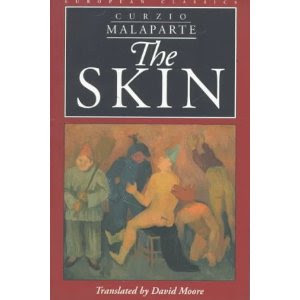 EUROPEAN CLASSICS
CURZIO
MALAPARTE
The
SKIN
Translated by David Moore